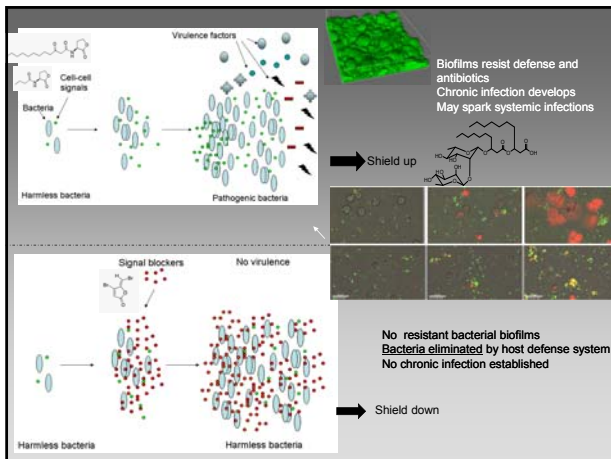 Virulence factors
Cell-cell
signals
Bacteria
Harmless bacteria
Pathogenic bacteria
Biofilms resist defense and
antibiotics
Chronic infection develops
May spark systemic infections
Shield up
Signal blockers
No virulence
Harmless bacteria
Harmless bacteria
No resistant bacterial biofilms
Bacteria eliminated by host defense system
No chronic infection established
Shield down